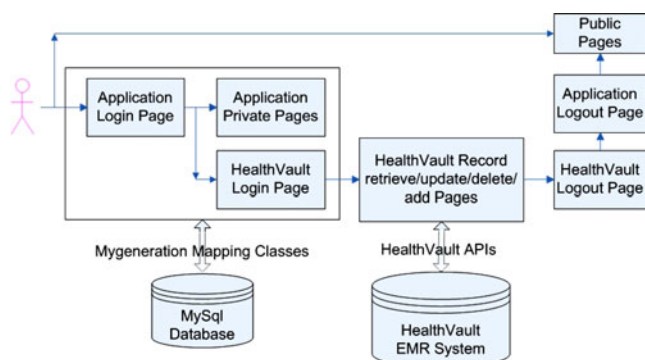 Public
Pages
Application
Login Page
Application
Private Pages
Application
Logout Page
HealthVault
Login Page
HealthVault Record
retrieve/update/delete/
add Pages
HealthVault
Logout Page
Mygeneration Mapping Classes
HealthVault APIs
MySql
Database
HealthVault
EMR System